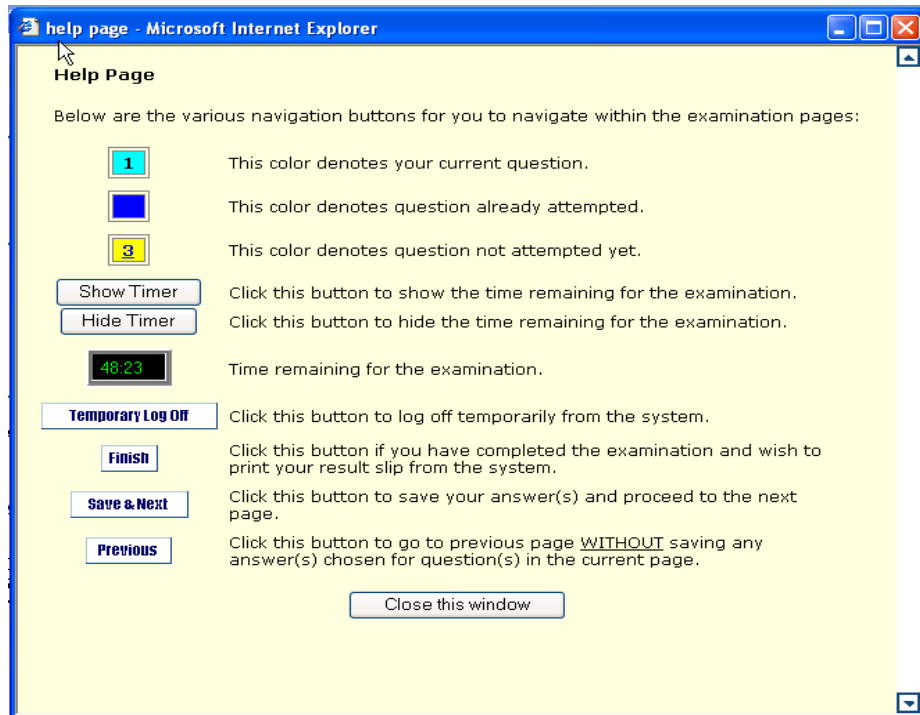 help page - Microsoft Internet Explorer
Help Page
Below are the various navigation buttons for you to navigate within the examination pages:
1 This color denotes your current question.
This color denotes question already attempted.
3 This color denotes question not attempted yet.
Show Timer Click this button to show the time remaining for the examination.
Hide Timer Click this button to hide the time remaining for the examination.
48:23 Time remaining for the examination.
Temporary Log Off Click this button to log off temporarily from the system.
Finish Click this button if you have completed the examination and wish to
print your result slip from the system.
Save & Next Click this button to save your answer(s) and proceed to the next
page.
Previous Click this button to go to previous page WITHOUT saving any
answer(s) chosen for question(s) in the current page.
Close this window